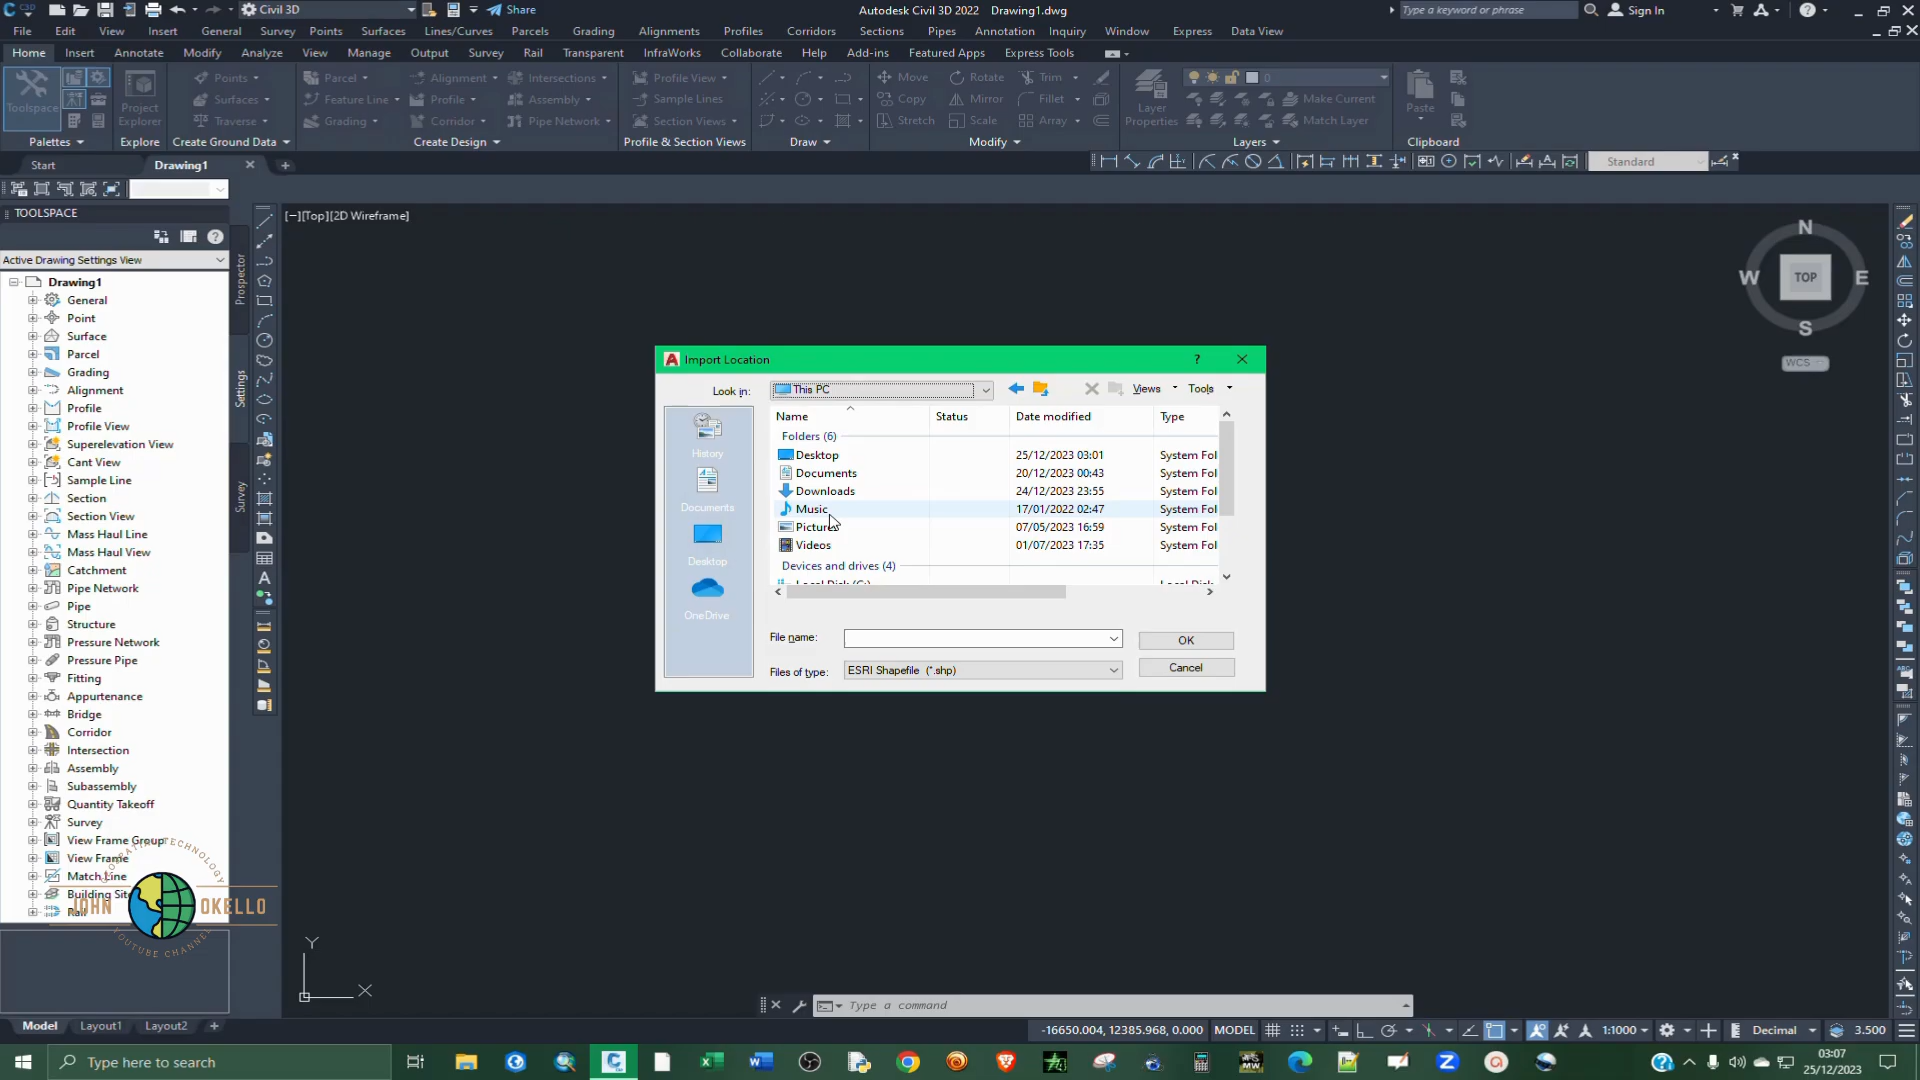 Civil 3D
Share
Autodesk Civil 3D 2022 Drawing1.dwg
Type a keyword or phrase
Sign In
File Edit View Insert General Survey Points Surfaces Lines/Curves Parcels Grading Alignments Profiles Corridors Sections Pipes Annotation Inquiry Window Express Data View
Home Insert Annotate Modify Analyze View Manage Output Survey Rail Transparent InfraWorks Collaborate Help Add-ins Featured Apps Express Tools
Points Parcel Alignment Intersections Profile View Move Rotate Trim 0
Toolspace Project Explorer Surfaces Feature Line Profile Assembly Sample Lines Copy Mirror Fillet Layer Properties Make Current Paste
Traverse Grading Corridor Pipe Network Section Views Stretch Scale Array Match Layer
Palettes Explore Create Ground Data Create Design Profile & Section Views Draw Modify Layers Clipboard
Start Drawing1
Standard
TOOLSPACE
[−][Top][2D Wireframe]
Active Drawing Settings View
Prospector
Settings
Survey
Drawing1
General
Point
Surface
Parcel
Grading
Alignment
Profile
Profile View
Superelevation View
Cant View
Sample Line
Section
Section View
Mass Haul Line
Mass Haul View
Catchment
Pipe Network
Pipe
Structure
Pressure Network
Pressure Pipe
Fitting
Appurtenance
Bridge
Corridor
Intersection
Assembly
Subassembly
Quantity Takeoff
Survey
View Frame Group
View Frame
Match Line
Building Site
Rail
GEOSPATIAL TECHNOLOGY
JOHN OKELLO
YOUTUBE CHANNEL
N
W TOP E
S
WCS
Import Location
Look in: This PC Views Tools
Name Status Date modified Type
Folders (6)
Desktop 25/12/2023 03:01 System Fol
Documents 20/12/2023 00:43 System Fol
Downloads 24/12/2023 23:55 System Fol
Music 17/01/2022 02:47 System Fol
Pictures 07/05/2023 16:59 System Fol
Videos 01/07/2023 17:35 System Fol
Devices and drives (4)
Local Disk (C:) Local Disk
History
Documents
Desktop
OneDrive
File name:
OK
Files of type: ESRI Shapefile (*.shp)
Cancel
Y
X
Type a command
Model Layout1 Layout2
-16650.004, 12385.968, 0.000 MODEL 1:1000 Decimal 3.500
Type here to search
03:07
25/12/2023